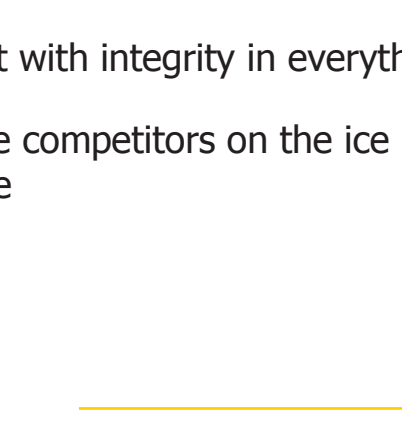 t with integrity in everyth
e competitors on the ice
e